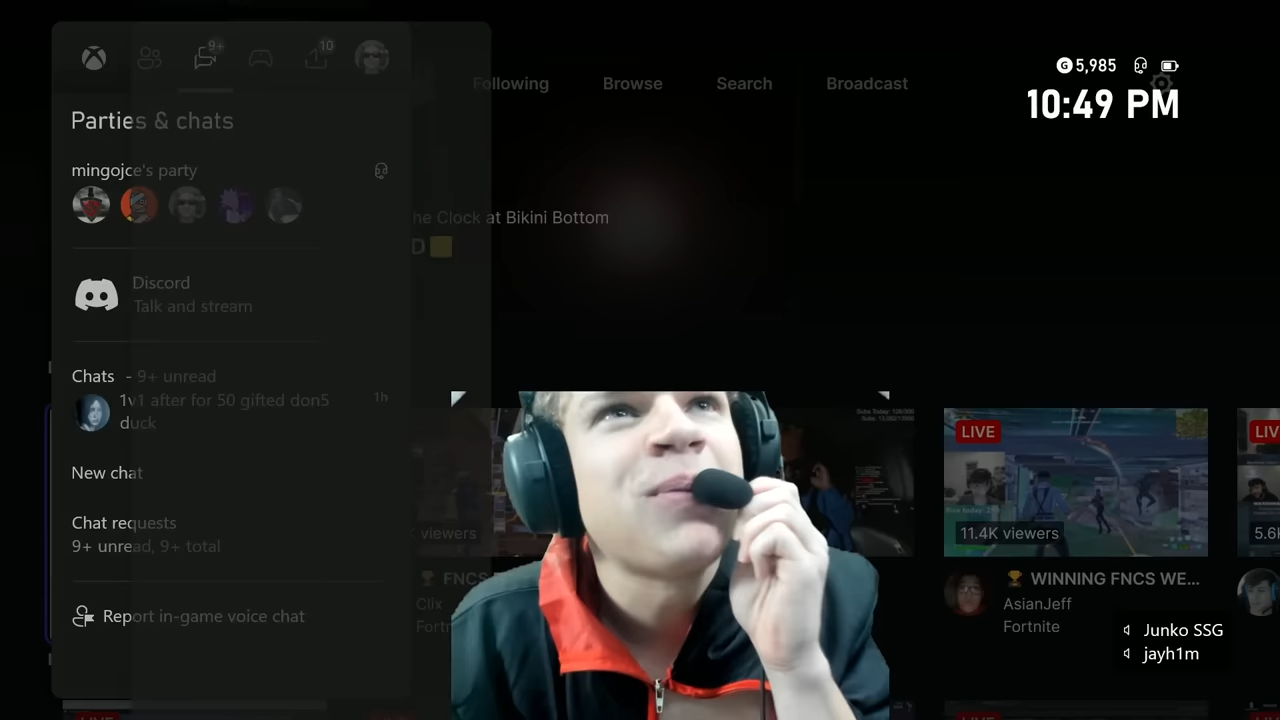 9+
10
Following
Browse
Search
Broadcast
G 5,985
10:49 PM
Parties & chats
mingojce's party
he Clock at Bikini Bottom
D
Discord
Talk and stream
Chats - 9+ unread
1v1 after for 50 gifted don5
duck
1h
New chat
Chat requests
9+ unread, 9+ total
Report in-game voice chat
K viewers
FNCS
Clix
Fortn
LIVE
11.4K viewers
WINNING FNCS WE...
AsianJeff
Fortnite
LIV
5.6
Junko SSG
jayh1m
LIVE